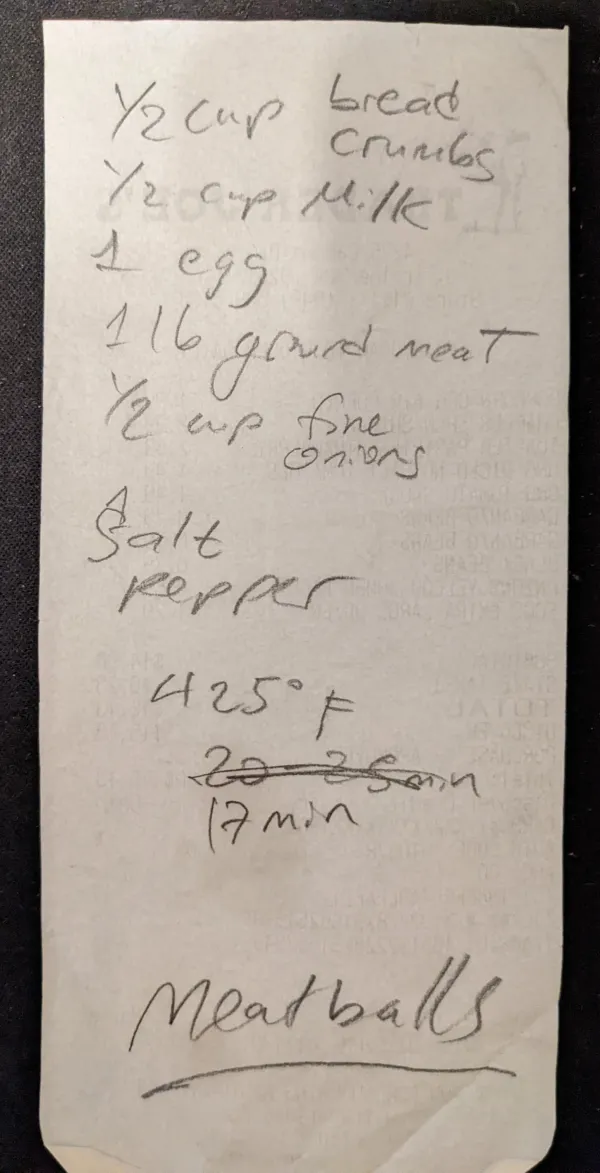 1/2 cup bread
crumbs
1/2 cup Milk
1 egg
1 lb ground meat
1/2 cup fine
onions
Salt
pepper
425° F
20 - 25 min
17 min
Meatballs